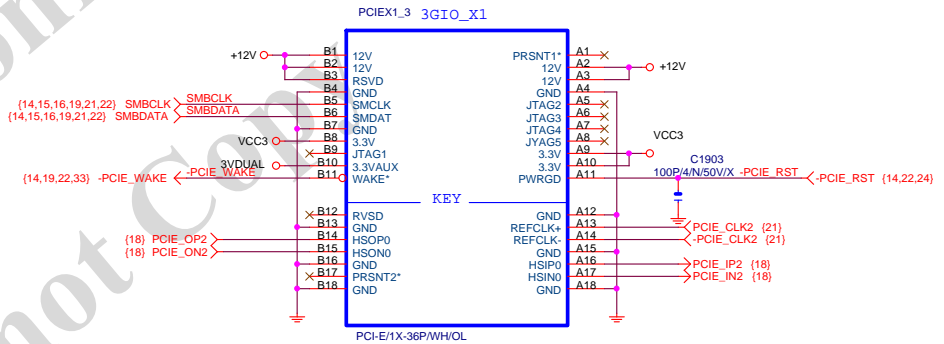 PCIEX1_3 3GIO_X1
+12V B1 12V PRSNT1* A1
B2 12V 12V A2 +12V
B3 RSVD 12V A3
B4 GND GND A4
{14,15,16,19,21,22} SMBCLK SMBCLK B5 SMCLK JTAG2 A5
{14,15,16,19,21,22} SMBDATA SMBDATA B6 SMDAT JTAG3 A6
B7 GND JTAG4 A7
VCC3 B8 3.3V JYAG5 A8 VCC3
B9 JTAG1 3.3V A9
3VDUAL B10 3.3VAUX 3.3V A10 C1903
100P/4/N/50V/X
{14,19,22,33} -PCIE_WAKE -PCIE_WAKE B11 WAKE* PWRGD A11 -PCIE_RST -PCIE_RST {14,22,24}
KEY
B12 RVSD GND A12
B13 GND REFCLK+ A13 PCIE_CLK2 {21}
{18} PCIE_OP2 B14 HSOP0 REFCLK- A14 -PCIE_CLK2 {21}
{18} PCIE_ON2 B15 HSON0 GND A15
B16 GND HSIP0 A16 PCIE_IP2 {18}
B17 PRSNT2* HSIN0 A17 PCIE_IN2 {18}
B18 GND GND A18
PCI-E/1X-36P/WH/OL
not Copy